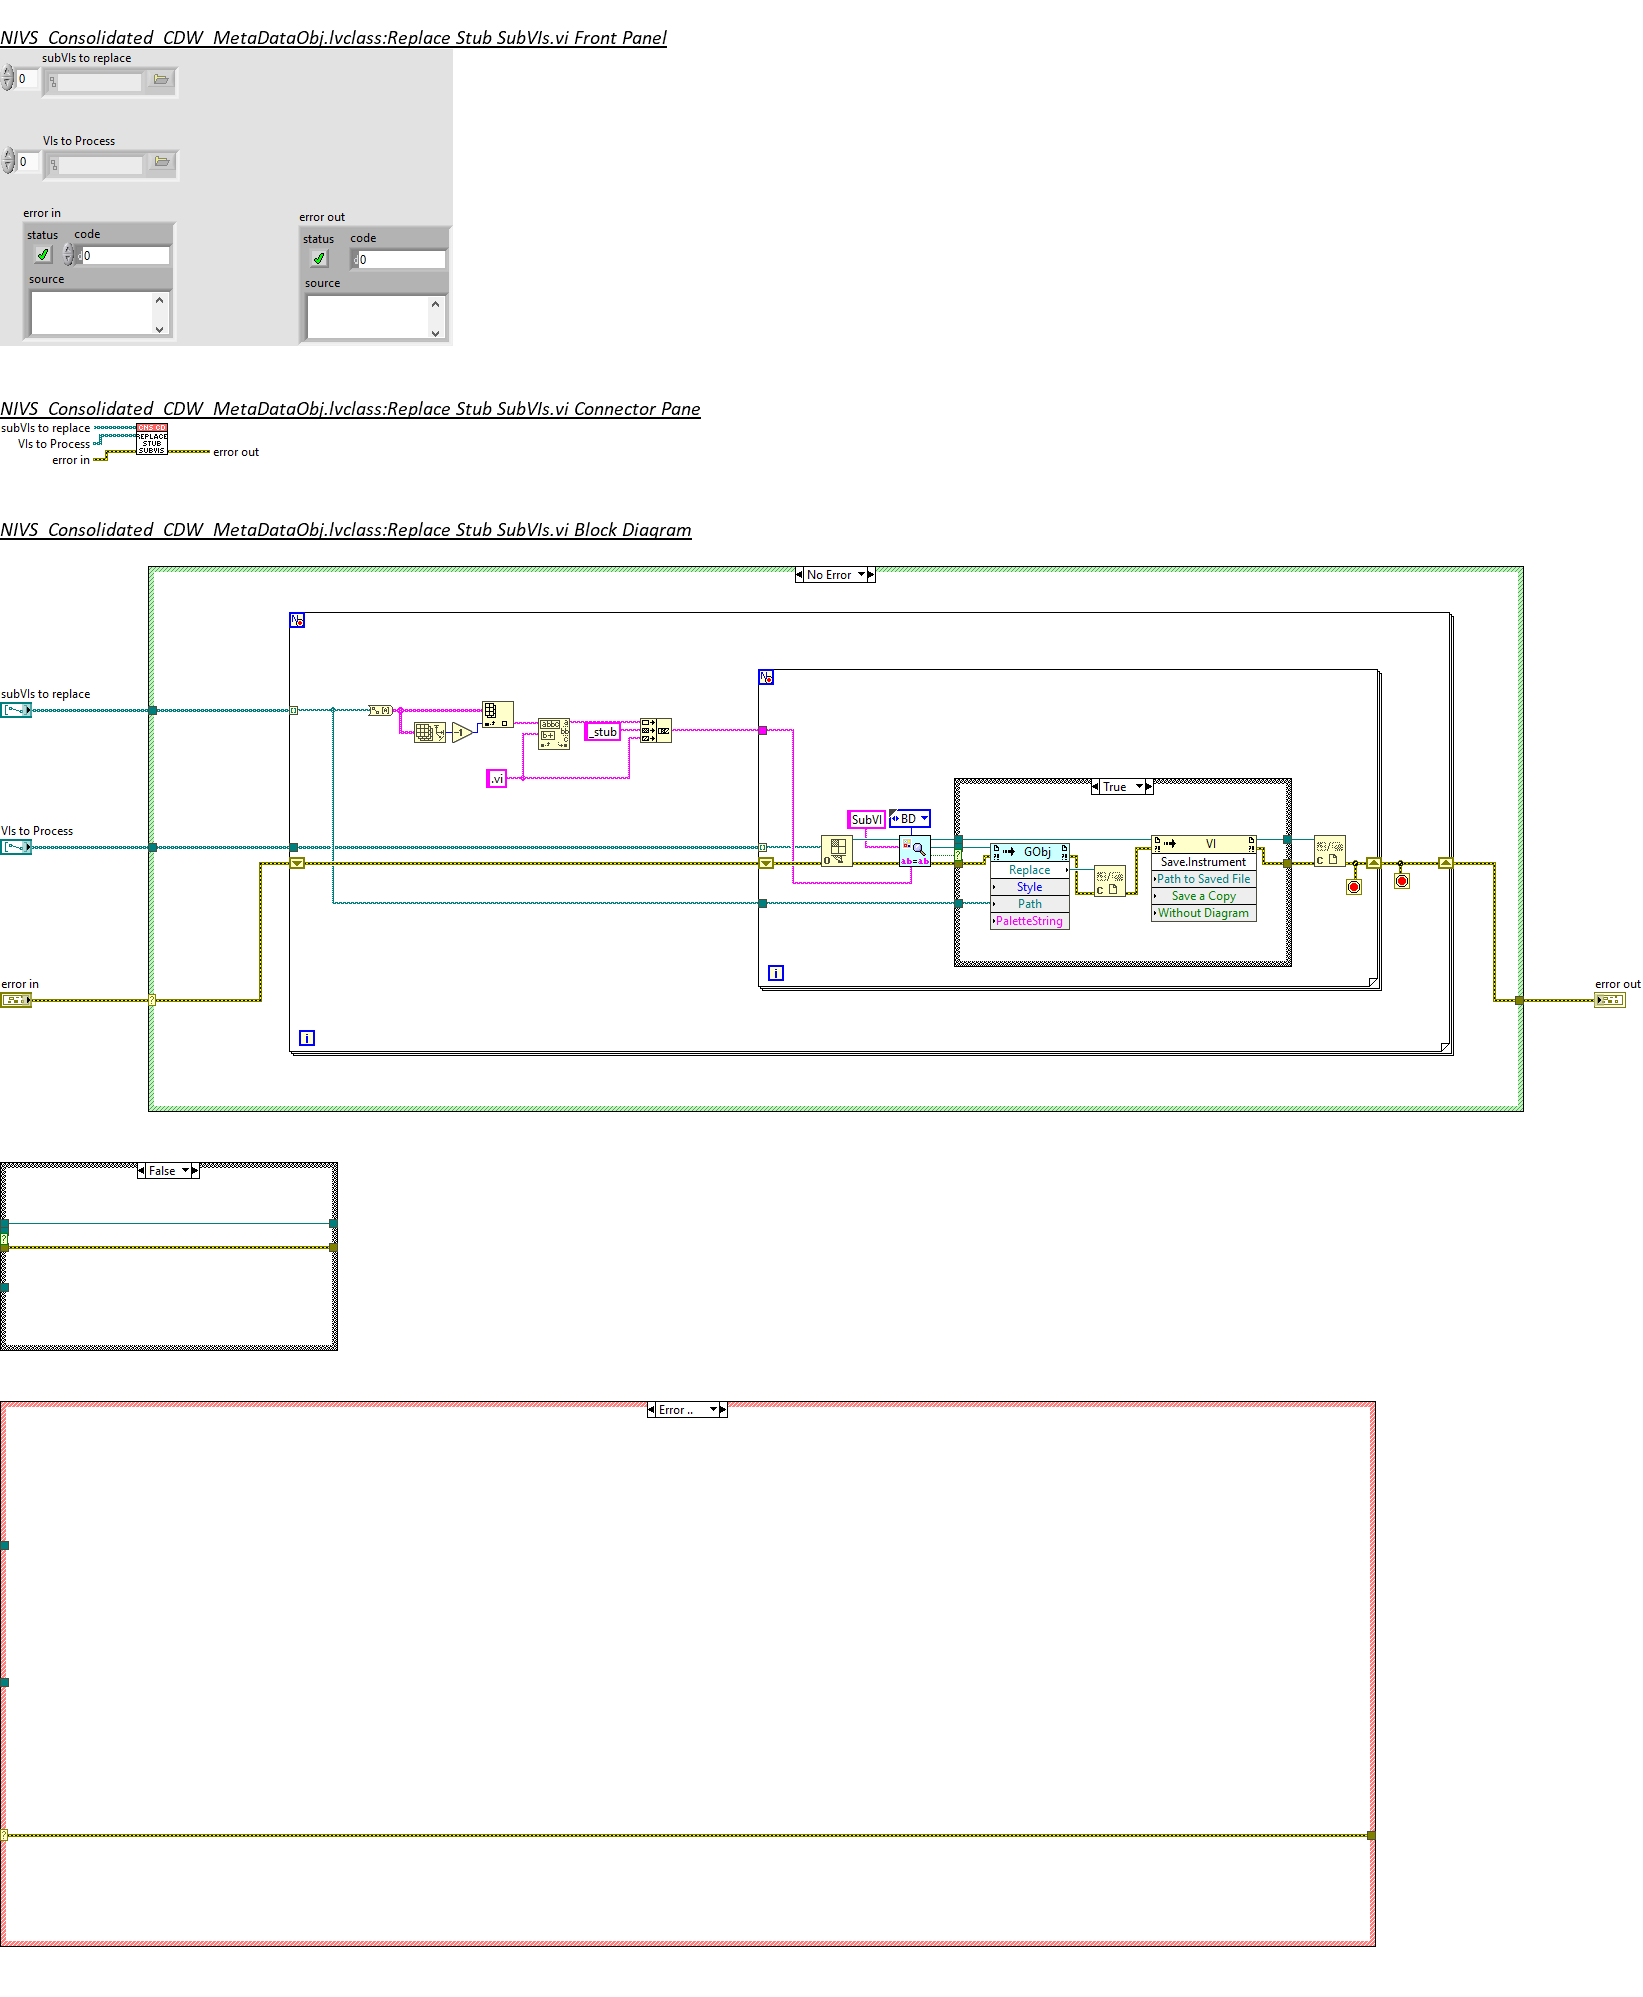 NIVS_Consolidated_CDW_MetaDataObj.lvclass:Replace Stub SubVIs.vi Front Panel
subVIs to replace
0
VIs to Process
0
error in
status code
0
source
error out
status code
0
source
NIVS_Consolidated_CDW_MetaDataObj.lvclass:Replace Stub SubVIs.vi Connector Pane
subVIs to replace
VIs to Process
error in
REPLACE
STUB
SUBVIS
error out
NIVS_Consolidated_CDW_MetaDataObj.lvclass:Replace Stub SubVIs.vi Block Diagram
No Error
N
N
subVIs to replace
_stub
.vi
True
SubVI
BD
VIs to Process
ab=ab
GObj
Replace
Style
Path
PaletteString
VI
Save.Instrument
Path to Saved File
Save a Copy
Without Diagram
i
error in
error out
i
False
Error ..